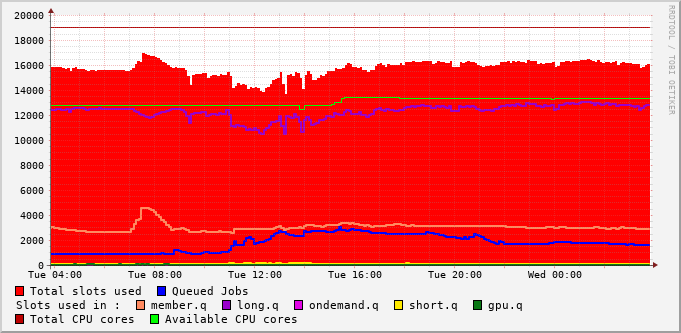 RRDTOOL / TOBI OETIKER
20000
18000
16000
14000
12000
10000
8000
6000
4000
2000
0
Tue 04:00 Tue 08:00 Tue 12:00 Tue 16:00 Tue 20:00 Wed 00:00
Total slots used Queued Jobs
Slots used in : member.q long.q ondemand.q short.q gpu.q
Total CPU cores Available CPU cores